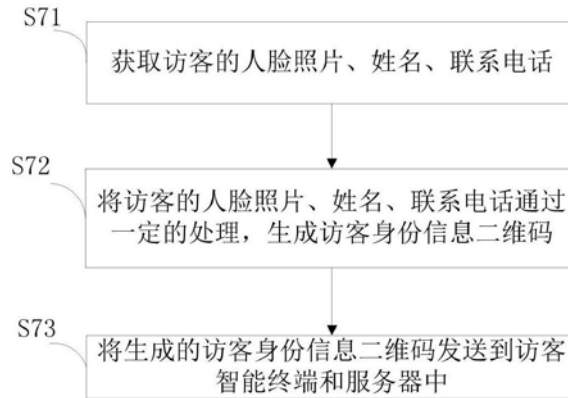 S71
获取访客的人脸照片、姓名、联系电话
S72
将访客的人脸照片、姓名、联系电话通过
一定的处理，生成访客身份信息二维码
S73
将生成的访客身份信息二维码发送到访客
智能终端和服务器中